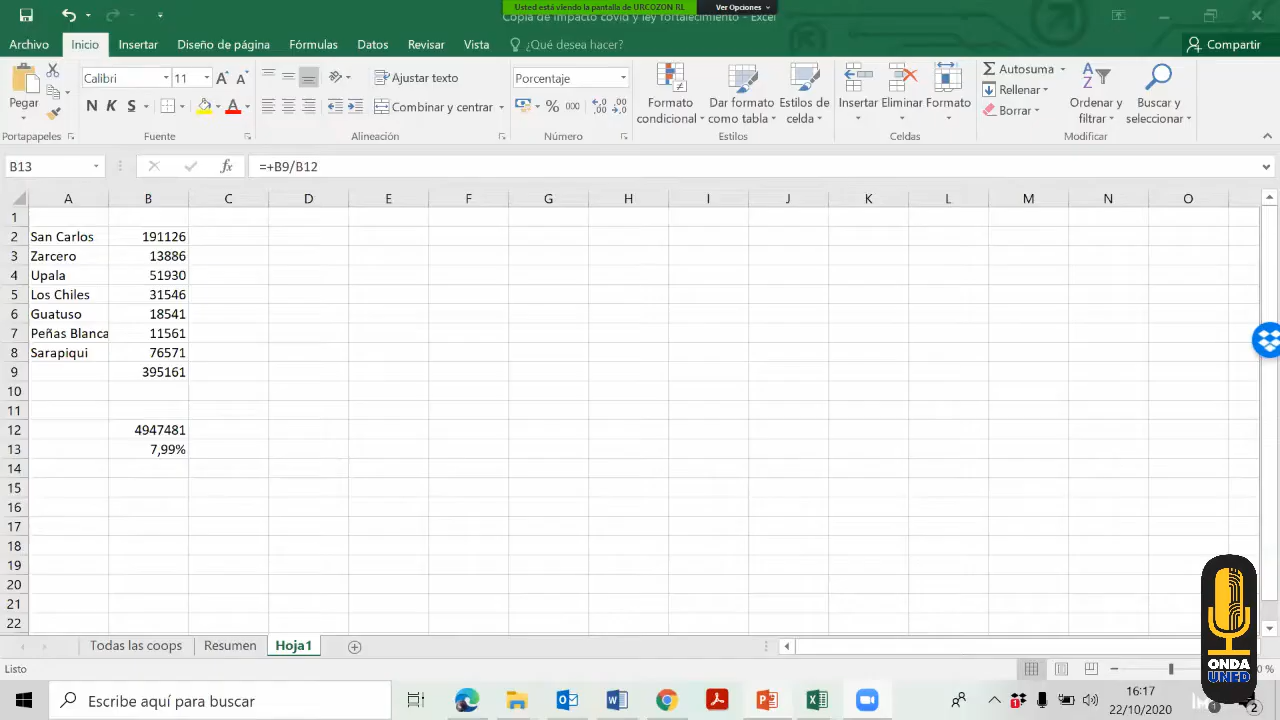 Usted está viendo la pantalla de URCOZON RL
Ver Opciones
Copia de Impacto covid y ley fortalecimiento - Excel
Archivo Inicio Insertar Diseño de página Fórmulas Datos Revisar Vista ¿Qué desea hacer? Compartir
Pegar
Calibri 11
N K S
Ajustar texto
Combinar y centrar
Porcentaje
% 000
Formato condicional
Dar formato como tabla
Estilos de celda
Insertar Eliminar Formato
Autosuma
Rellenar
Borrar
Ordenar y filtrar
Buscar y seleccionar
Portapapeles Fuente Alineación Número Estilos Celdas Modificar
B13 fx =+B9/B12
A B C D E F G H I J K L M N O
1
2 San Carlos 191126
3 Zarcero 13886
4 Upala 51930
5 Los Chiles 31546
6 Guatuso 18541
7 Peñas Blanca 11561
8 Sarapiqui 76571
9 395161
10
11
12 4947481
13 7,99%
14
15
16
17
18
19
20
21
22
Todas las coops Resumen Hoja1
Listo
ONDA
UNED
Escribe aquí para buscar
16:17
22/10/2020